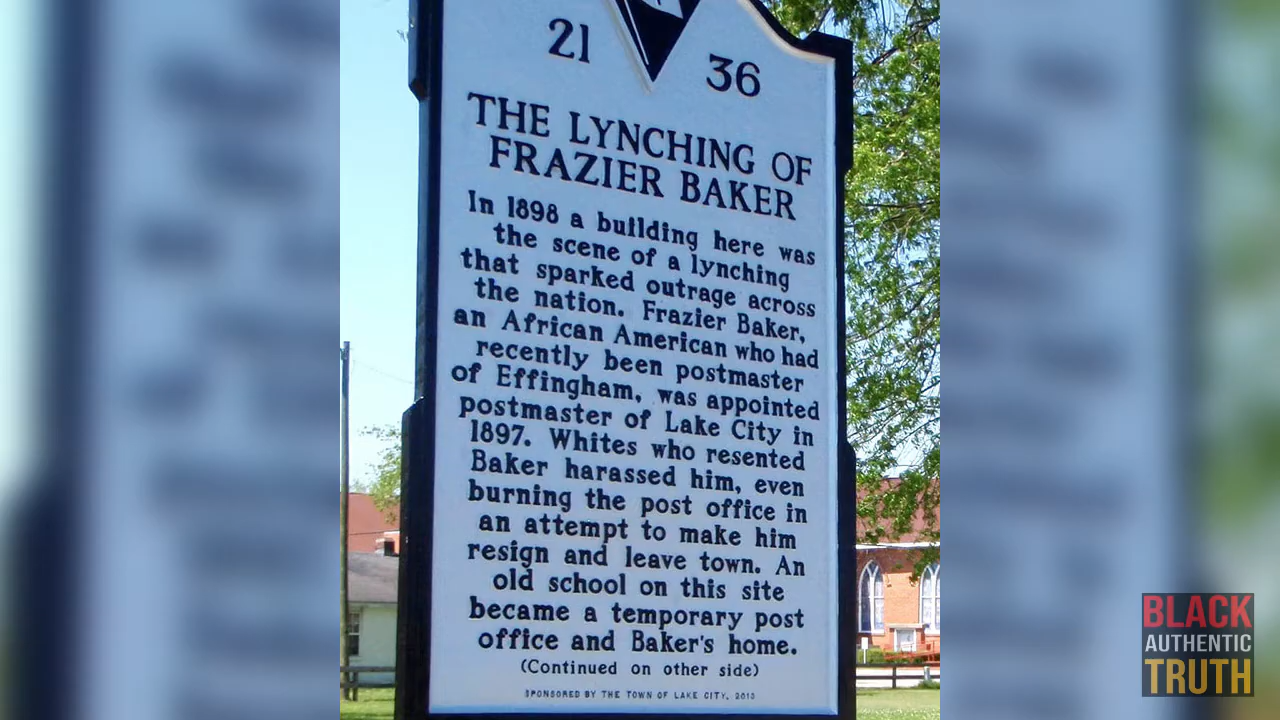 21
36
THE LYNCHING OF
FRAZIER BAKER
In 1898 a building here was
the scene of a lynching
that sparked outrage across
the nation. Frazier Baker,
an African American who had
recently been postmaster
of Effingham, was appointed
postmaster of Lake City in
1897. Whites who resented
Baker harassed him, even
burning the post office in
an attempt to make him
resign and leave town. An
old school on this site
became a temporary post
office and Baker's home.
(Continued on other side)
SPONSORED BY THE TOWN OF LAKE CITY, 2013
BLACK
AUTHENTIC
TRUTH